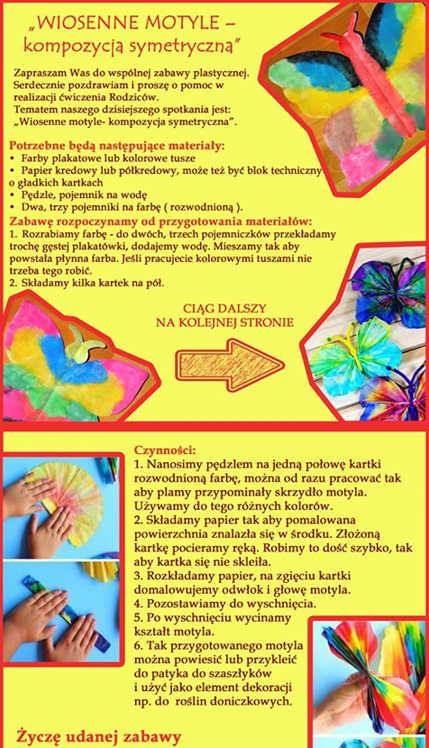 „WIOSENNE MOTYLE –
kompozycja symetryczna”
Zapraszam Was do wspólnej zabawy plastycznej.
Serdecznie pozdrawiam i proszę o pomoc w
realizacji ćwiczenia Rodziców.
Tematem naszego dzisiejszego spotkania jest:
„Wiosenne motyle- kompozycja symetryczna”.
Potrzebne będą następujące materiały:
• Farby plakatowe lub kolorowe tusze
• Papier kredowy lub półkredowy, może też być blok techniczny
o gładkich kartkach
• Pędzle, pojemnik na wodę
• Dwa, trzy pojemniki na farbę ( rozwodnioną ).
Zabawę rozpoczynamy od przygotowania materiałów:
1. Rozrabiamy farbę - do dwóch, trzech pojemniczków przekładamy
trochę gęstej plakatówki, dodajemy wodę. Mieszamy tak aby
powstała płynna farba. Jeśli pracujecie kolorowymi tuszami nie
trzeba tego robić.
2. Składamy kilka kartek na pół.
CIĄG DALSZY
NA KOLEJNEJ STRONIE
Czynności:
1. Nanosimy pędzlem na jedną połowę kartki
rozwodnioną farbę, można od razu pracować tak
aby plamy przypominały skrzydło motyla.
Używamy do tego różnych kolorów.
2. Składamy papier tak aby pomalowana
powierzchnia znalazła się w środku. Złożoną
kartkę pocieramy ręką. Robimy to dość szybko, tak
aby kartka się nie skleiła.
3. Rozkładamy papier, na zgięciu kartki
domalowujemy odwłok i głowę motyla.
4. Pozostawiamy do wyschnięcia.
5. Po wyschnięciu wycinamy
kształt motyla.
6. Tak przygotowanego motyla
można powiesić lub przykleić
do patyka do szaszłyków
i użyć jako element dekoracji
np. do roślin doniczkowych.
Życzę udanej zabawy